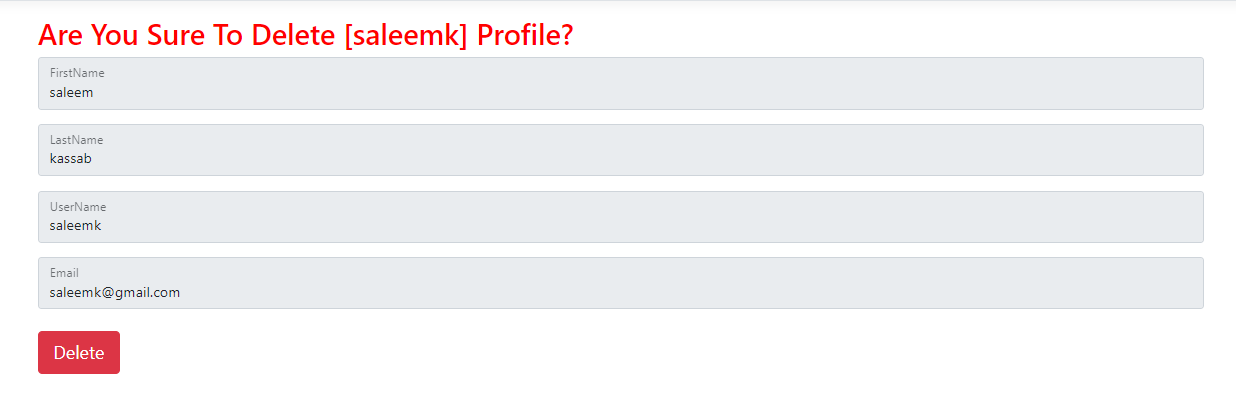 Are You Sure To Delete [saleemk] Profile?
FirstName
saleem
LastName
kassab
UserName
saleemk
Email
saleemk@gmail.com
Delete